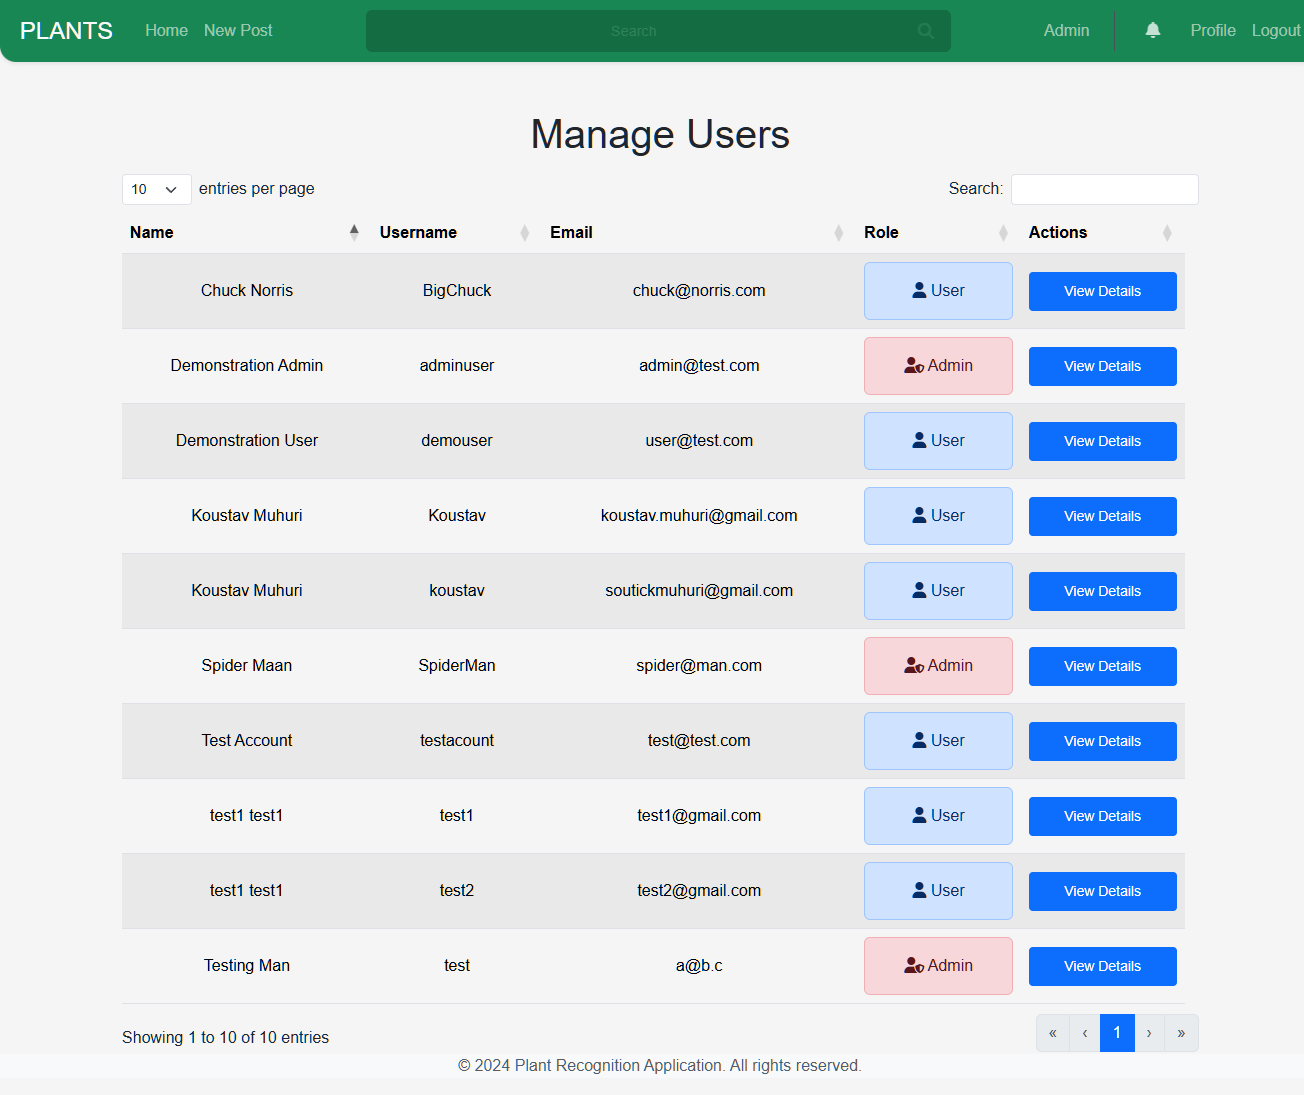 PLANTS Home New Post Search Admin Profile Logout
Manage Users
10 entries per page Search:
Name Username Email Role Actions
Chuck Norris BigChuck chuck@norris.com User View Details
Demonstration Admin adminuser admin@test.com Admin View Details
Demonstration User demouser user@test.com User View Details
Koustav Muhuri Koustav koustav.muhuri@gmail.com User View Details
Koustav Muhuri koustav soutickmuhuri@gmail.com User View Details
Spider Maan SpiderMan spider@man.com Admin View Details
Test Account testacount test@test.com User View Details
test1 test1 test1 test1@gmail.com User View Details
test1 test1 test2 test2@gmail.com User View Details
Testing Man test a@b.c Admin View Details
Showing 1 to 10 of 10 entries « ‹ 1 › »
© 2024 Plant Recognition Application. All rights reserved.